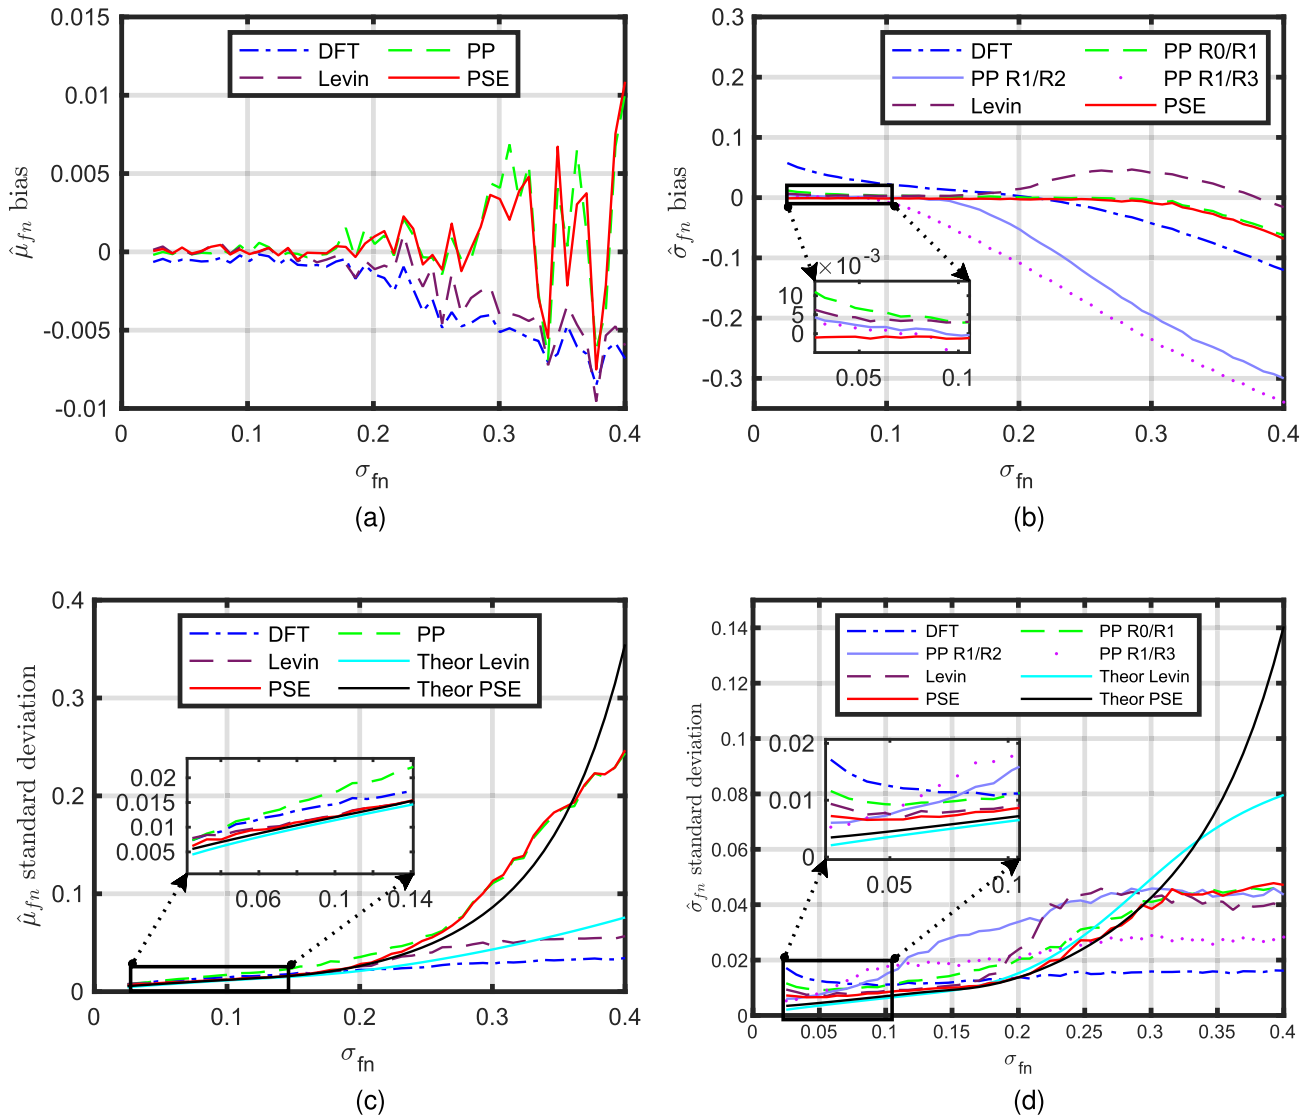 0.015
0.01
0.005
0
-0.005
-0.01
μ̂fn bias
DFT
PP
Levin
PSE
0
0.1
0.2
0.3
0.4
σfn
(a)
0.3
0.2
0.1
0
-0.1
-0.2
-0.3
σ̂fn bias
DFT
PP R0/R1
PP R1/R2
PP R1/R3
Levin
PSE
×10-3
10
5
0
0.05
0.1
0
0.1
0.2
0.3
0.4
σfn
(b)
0.4
0.3
0.2
0.1
0
μ̂fn standard deviation
DFT
PP
Levin
Theor Levin
PSE
Theor PSE
0.02
0.015
0.01
0.005
0.06
0.1
0.14
0
0.1
0.2
0.3
0.4
σfn
(c)
0.14
0.12
0.1
0.08
0.06
0.04
0.02
0
σ̂fn standard deviation
DFT
PP R0/R1
PP R1/R2
PP R1/R3
Levin
Theor Levin
PSE
Theor PSE
0.02
0.01
0
0.05
0.1
0
0.05
0.1
0.15
0.2
0.25
0.3
0.35
0.4
σfn
(d)